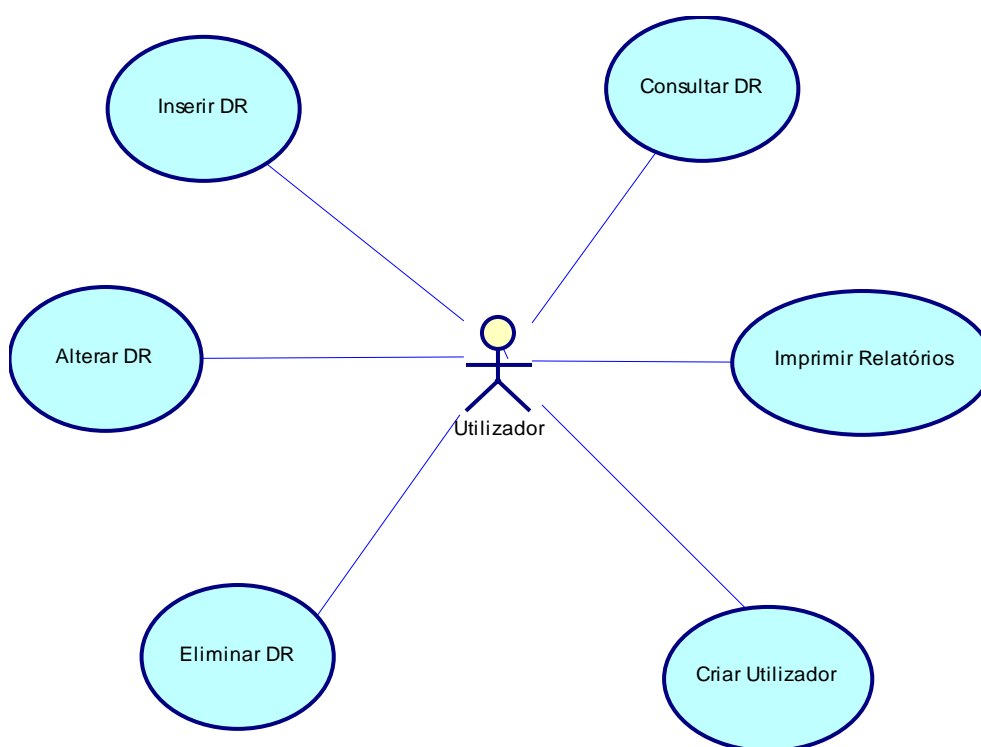 Inserir DR
Consultar DR
Alterar DR
Imprimir Relatórios
Utilizador
Eliminar DR
Criar Utilizador